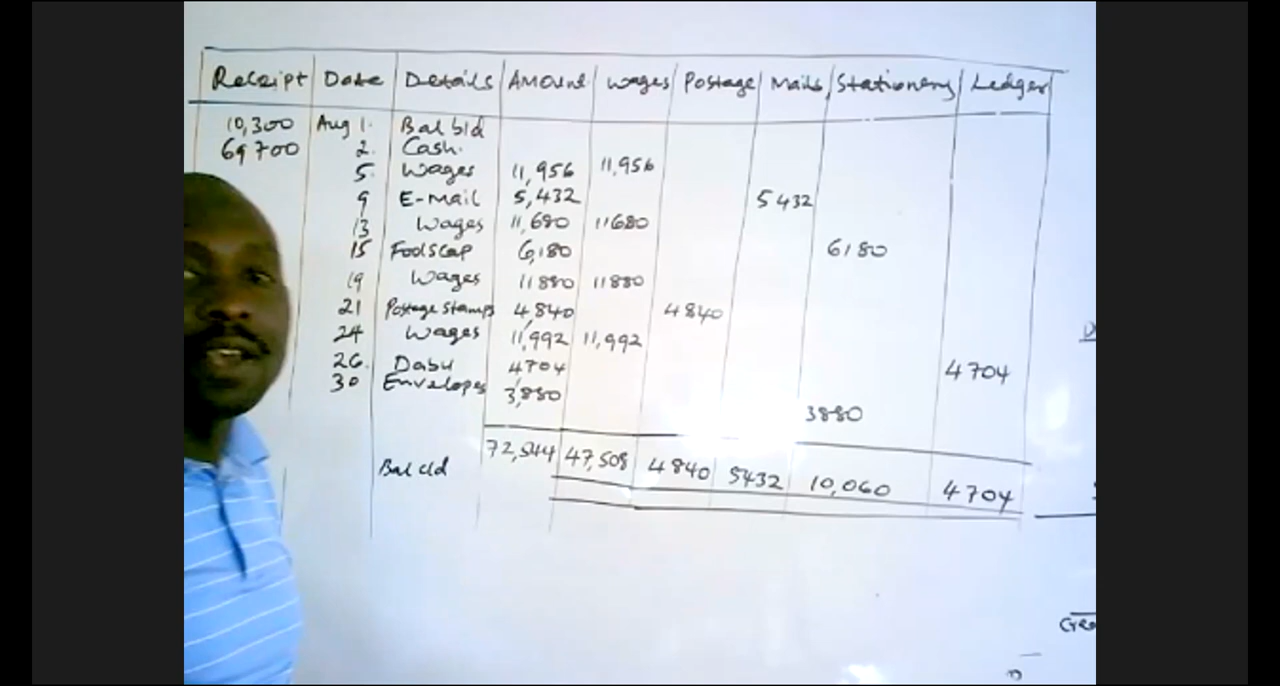 Receipt Date Details Amount Wages Postage Mails Stationery Ledger
10,300 Aug 1. Bal b/d
69700 2. Cash.
5. Wages 11,956 11,956
9 E-Mail 5,432 5432
13 Wages 11,680 11680
15 Foolscap 6,180 6180
19 Wages 11880 11880
21 Postage Stamps 4,840 4840
24 Wages 11,992 11,992
26. Dabu 4704 4704
30 Envelopes 3,880 3880
72,544 47,508 4840 5432 10,060 4704
Bal c/d